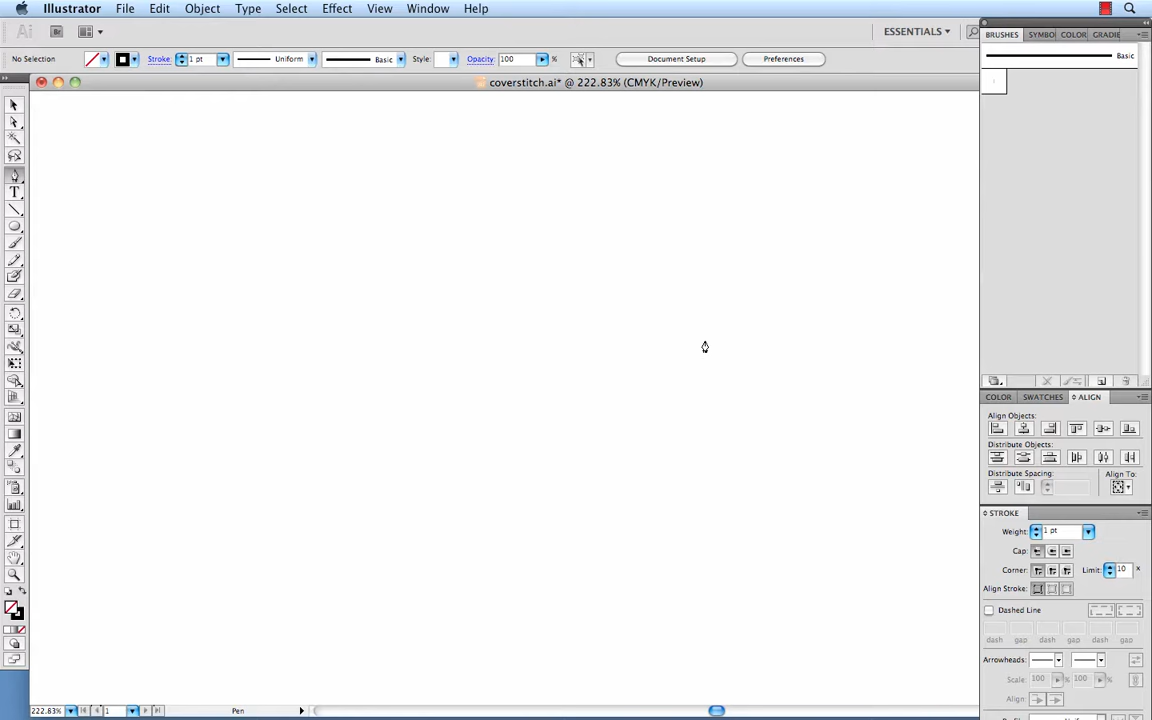 Illustrator File Edit Object Type Select Effect View Window Help
Ai Br ESSENTIALS
No Selection Stroke: 1 pt Uniform Basic Style: Opacity: 100 % Document Setup Preferences
coverstitch.ai* @ 222.83% (CMYK/Preview)
BRUSHES SYMBO COLOR GRADIE
Basic
T
COLOR SWATCHES ALIGN
Align Objects:
Distribute Objects:
Distribute Spacing: Align To:
STROKE
Weight: 1 pt
Cap:
Corner: Limit: 10 x
Align Stroke:
Dashed Line
dash gap dash gap dash gap
Arrowheads:
Scale: 100 % 100 %
Align:
222.83% 1 Pen